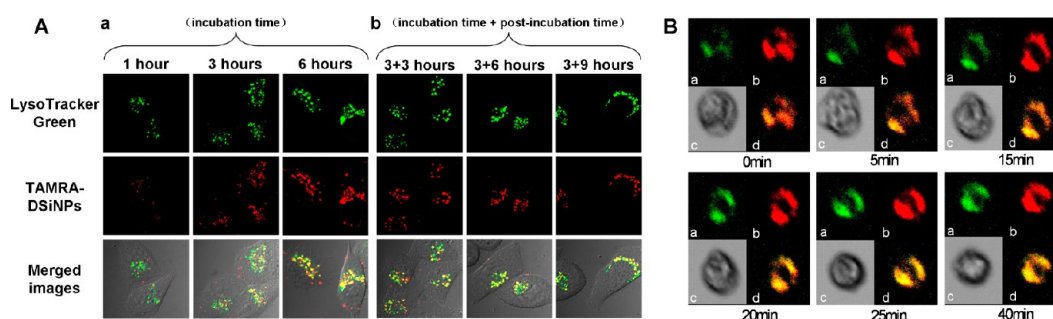 A
a
(incubation time)
b
(incubation time + post-incubation time)
1 hour
3 hours
6 hours
3+3 hours
3+6 hours
3+9 hours
LysoTracker
Green
TAMRA-
DSiNPs
Merged
images
B
a
b
c
d
0min
a
b
c
d
5min
a
b
c
d
15min
a
b
c
d
20min
a
b
c
d
25min
a
b
c
d
40min